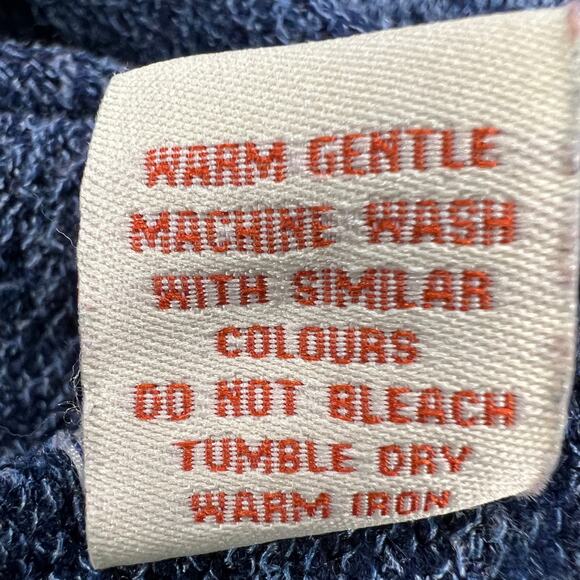 WARM GENTLE
MACHINE WASH
WITH SIMILAR
COLOURS
DO NOT BLEACH
TUMBLE DRY
WARM IRON